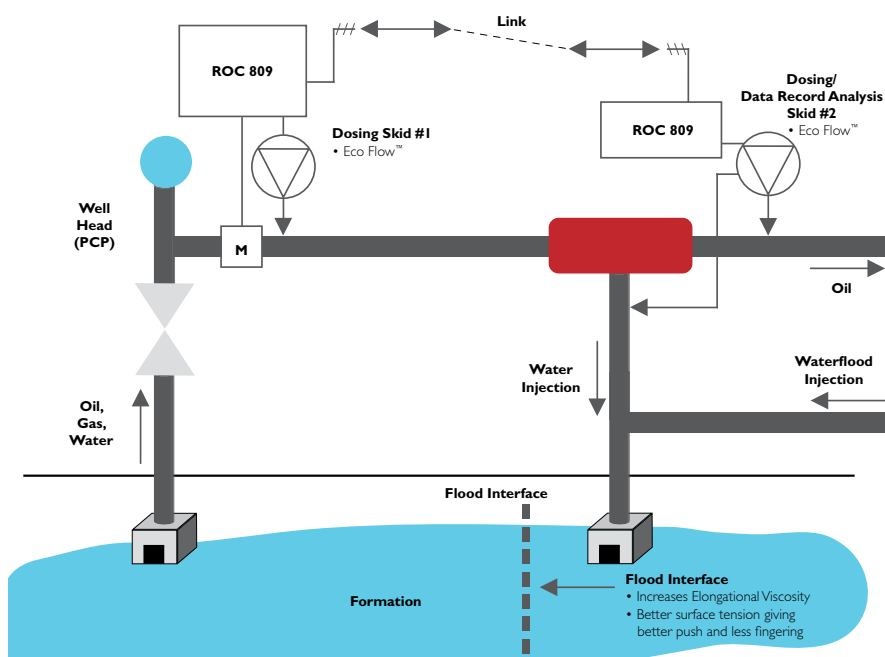 Link
ROC 809
Dosing/
Data Record Analysis
Skid #2
• Eco Flow™
Dosing Skid #1
• Eco Flow™
ROC 809
Well
Head
(PCP)
M
Oil
Water
Injection
Waterflood
Injection
Oil,
Gas,
Water
Flood Interface
Flood Interface
• Increases Elongational Viscosity
• Better surface tension giving
better push and less fingering
Formation